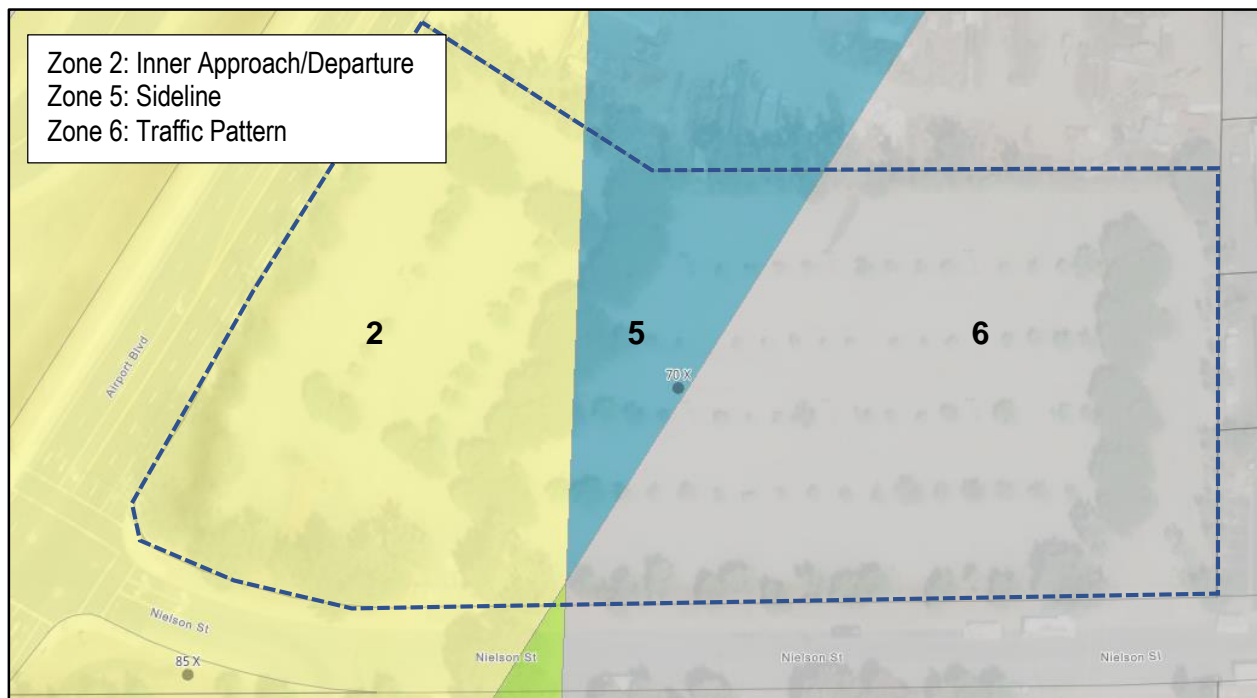 Zone 2: Inner Approach/Departure
Zone 5: Sideline
Zone 6: Traffic Pattern
2
5
6
Airport Blvd
70 X
Nielson St
85 X
Nielson St
Nielson St
Nielson St